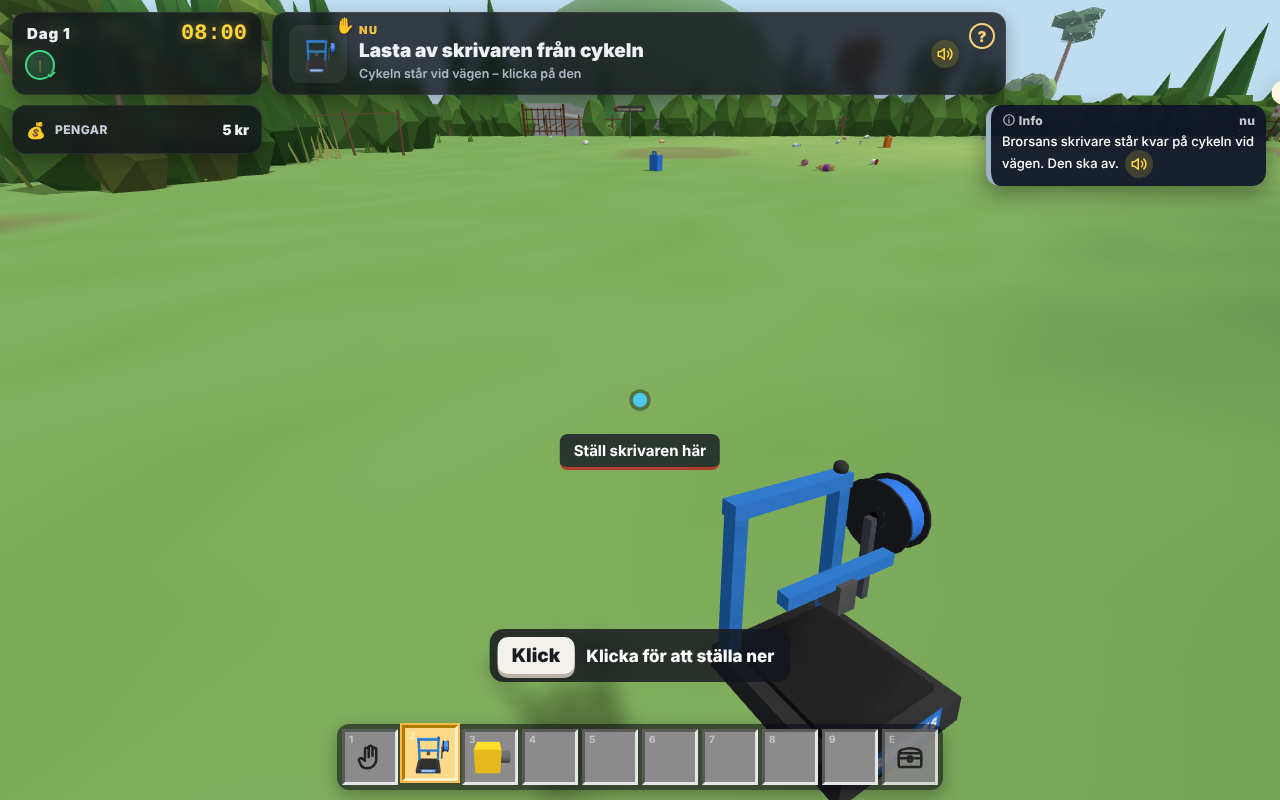 Dag 1
08:00
NU
Lasta av skrivaren från cykeln
Cykeln står vid vägen – klicka på den
?
PENGAR
5 kr
Info
nu
Brorsans skrivare står kvar på cykeln vid
vägen. Den ska av.
Ställ skrivaren här
Klick
Klicka för att ställa ner
1
2
3
4
5
6
7
8
9
E